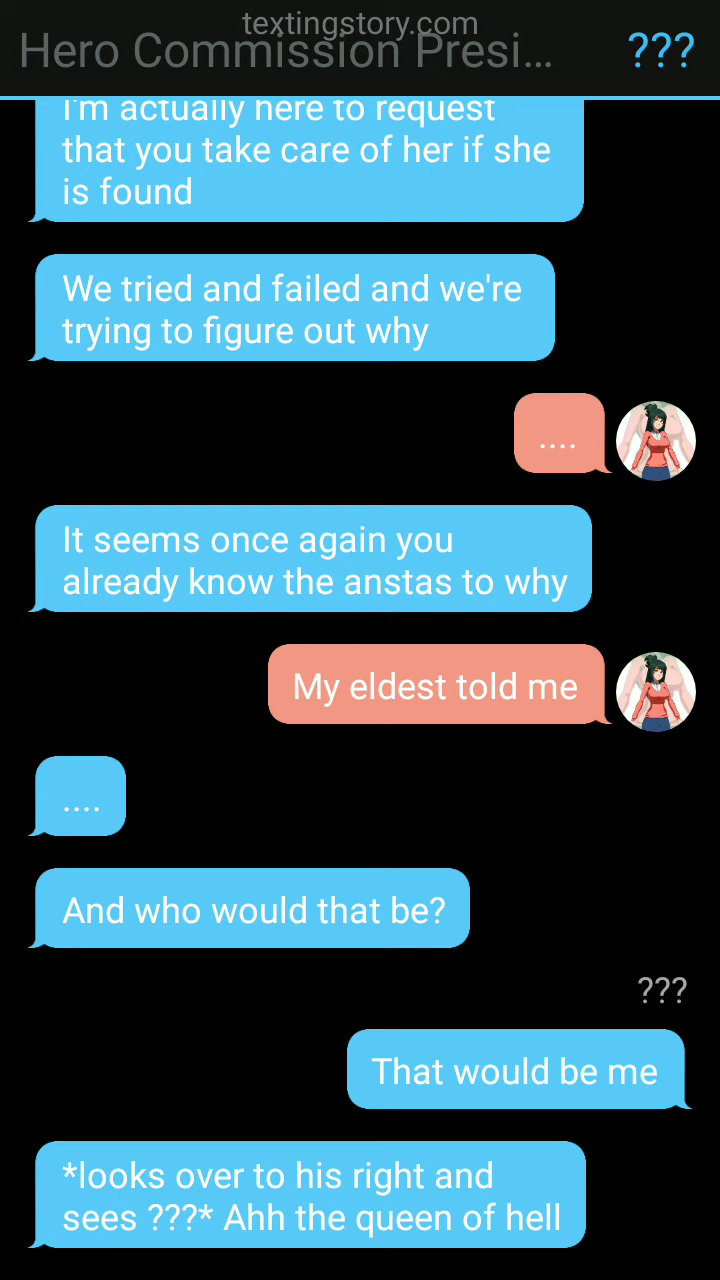 textingstory.com
Hero Commission Presi...
???
I'm actually here to request
that you take care of her if she
is found
We tried and failed and we're
trying to figure out why
....
It seems once again you
already know the anstas to why
My eldest told me
....
And who would that be?
???
That would be me
*looks over to his right and
sees ???* Ahh the queen of hell